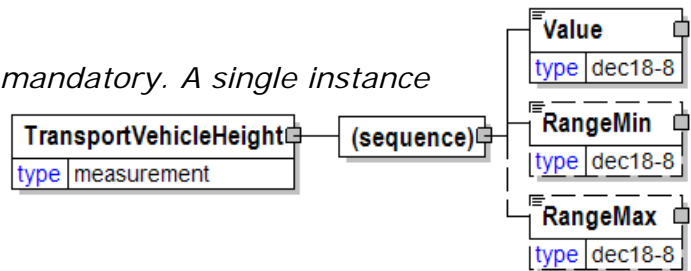 Value
type dec18-8
mandatory. A single instance
TransportVehicleHeight
type measurement
(sequence)
RangeMin
type dec18-8
RangeMax
type dec18-8